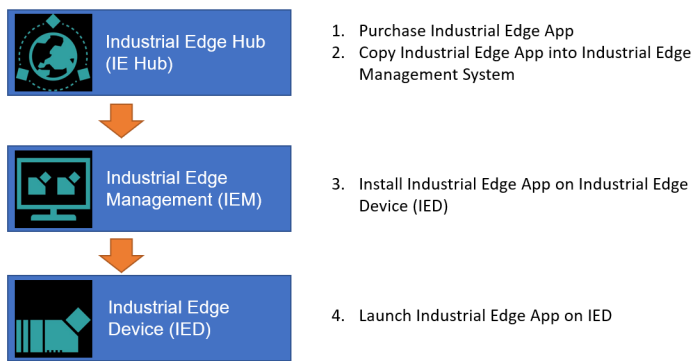 Industrial Edge Hub
(IE Hub)
1. Purchase Industrial Edge App
2. Copy Industrial Edge App into Industrial Edge
Management System
Industrial Edge
Management (IEM)
3. Install Industrial Edge App on Industrial Edge
Device (IED)
Industrial Edge
Device (IED)
4. Launch Industrial Edge App on IED